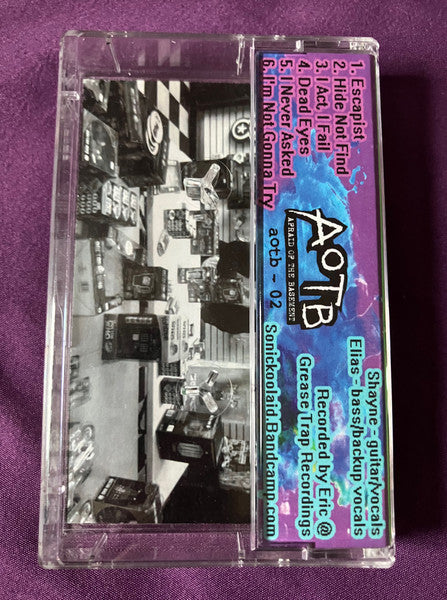 1. Escapist
2. Hide Not Find
3. I Act I Fail
4. Dead Eyes
5. I Never Asked
6. I'm Not Gonna Try
AOTB
AFRAID OF THE BASEMENT
aotb - 02
Shayne - guitar/vocals
Elias - bass/backup vocals
Recorded by Eric @
Grease Trap Recordings
Sonickoolaid.Bandcamp.com